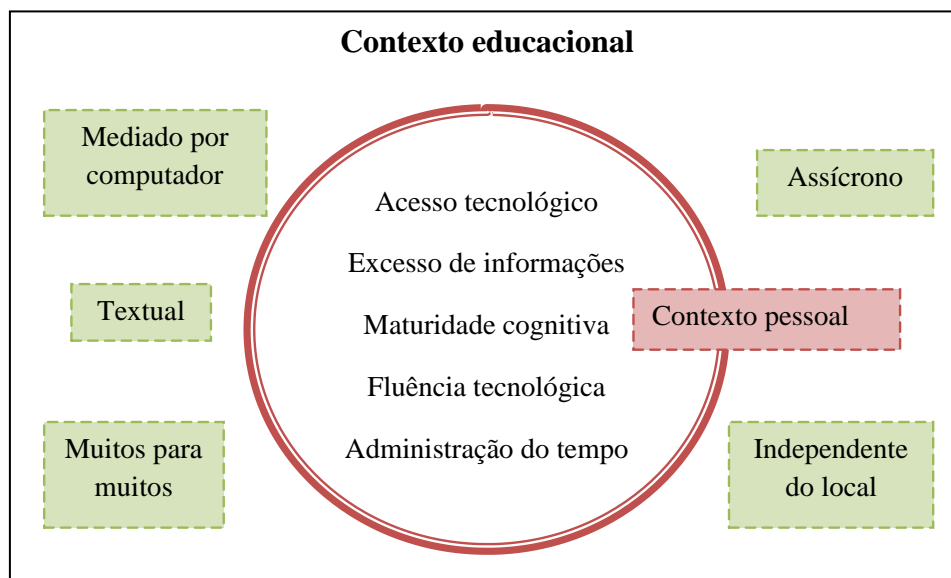 Contexto educacional
Mediado por
computador
Assícrono
Acesso tecnológico
Excesso de informações
Textual
Maturidade cognitiva
Contexto pessoal
Fluência tecnológica
Muitos para
muitos
Administração do tempo
Independente
do local